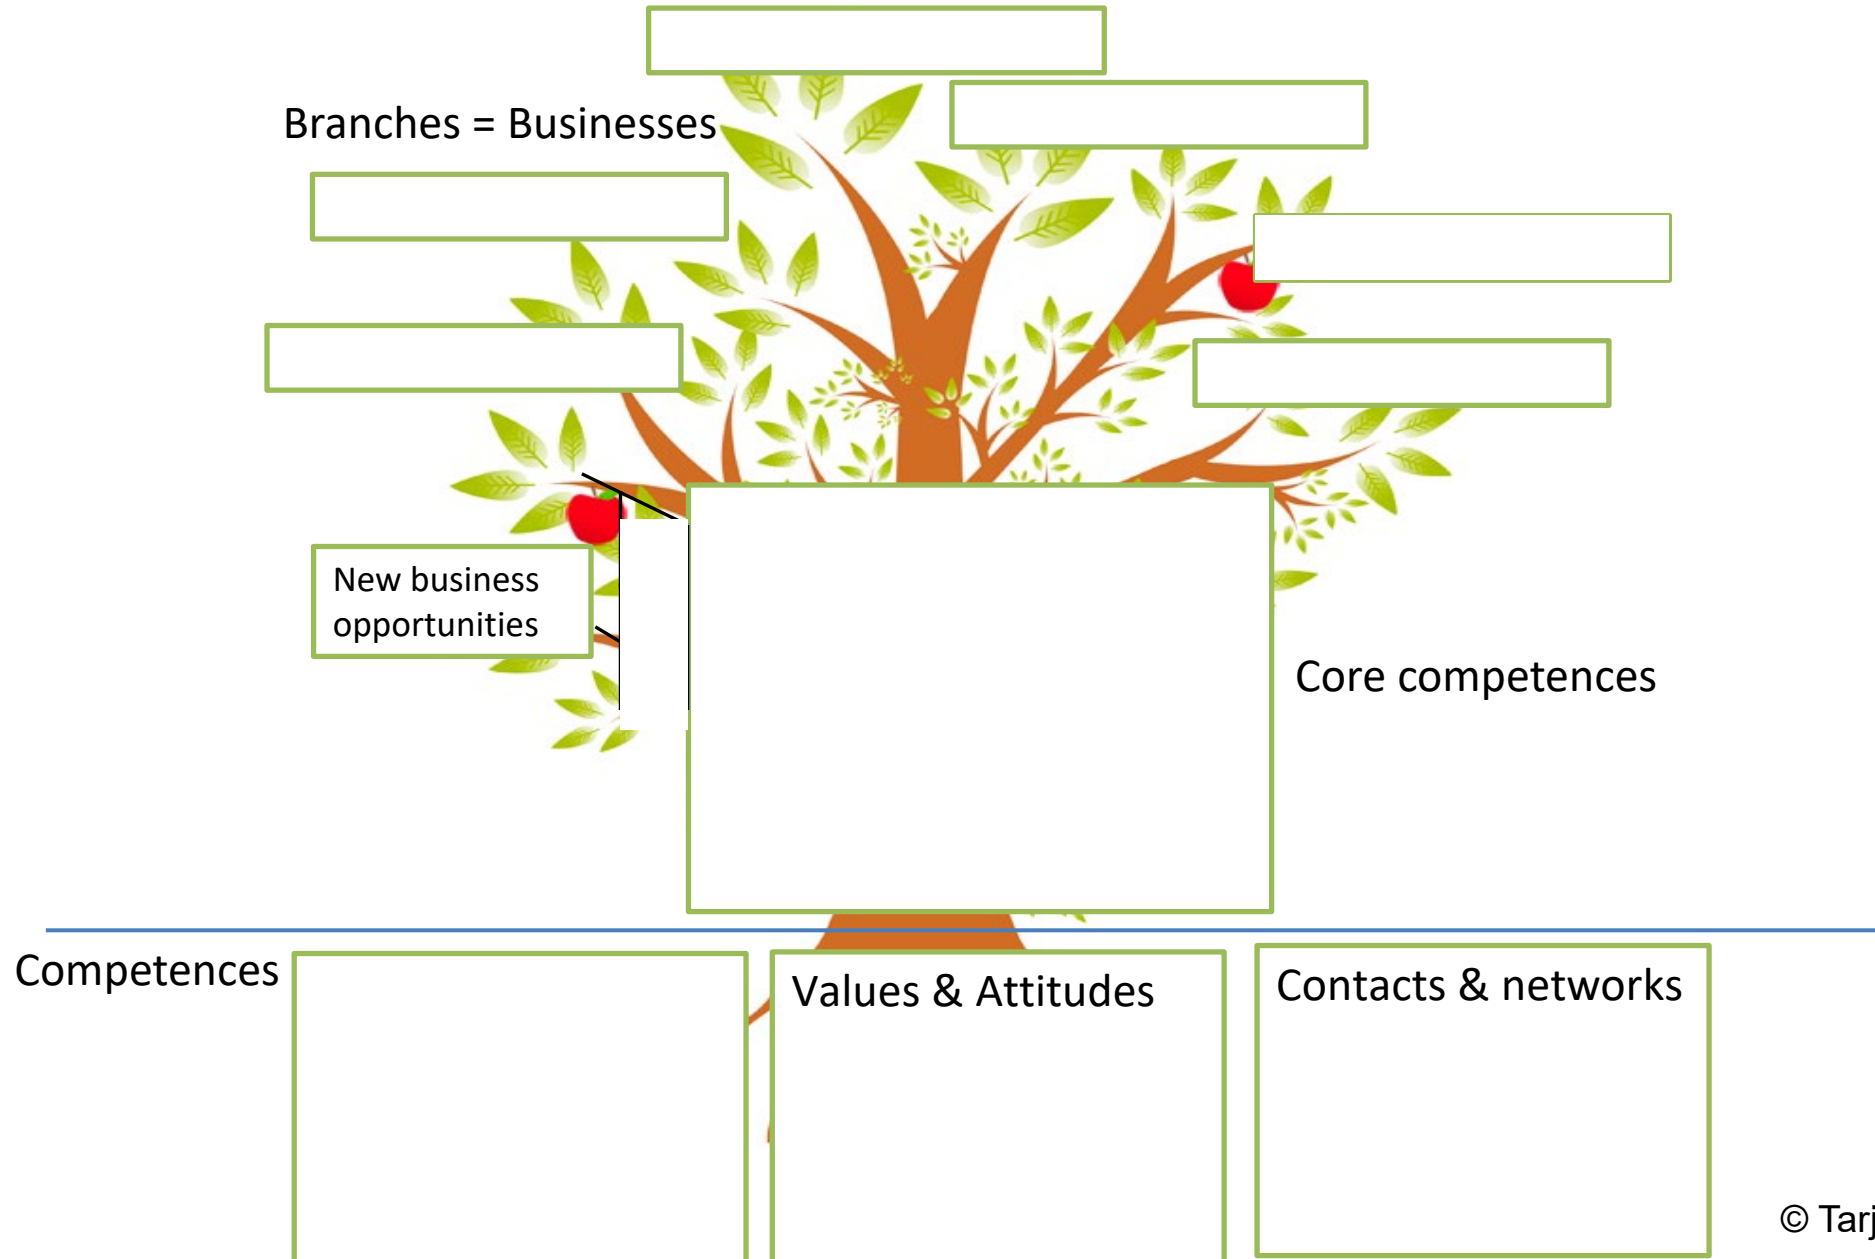 Branches = Businesses
New business
opportunities
Core competences
Competences
Values & Attitudes
Contacts & networks
© Tarj